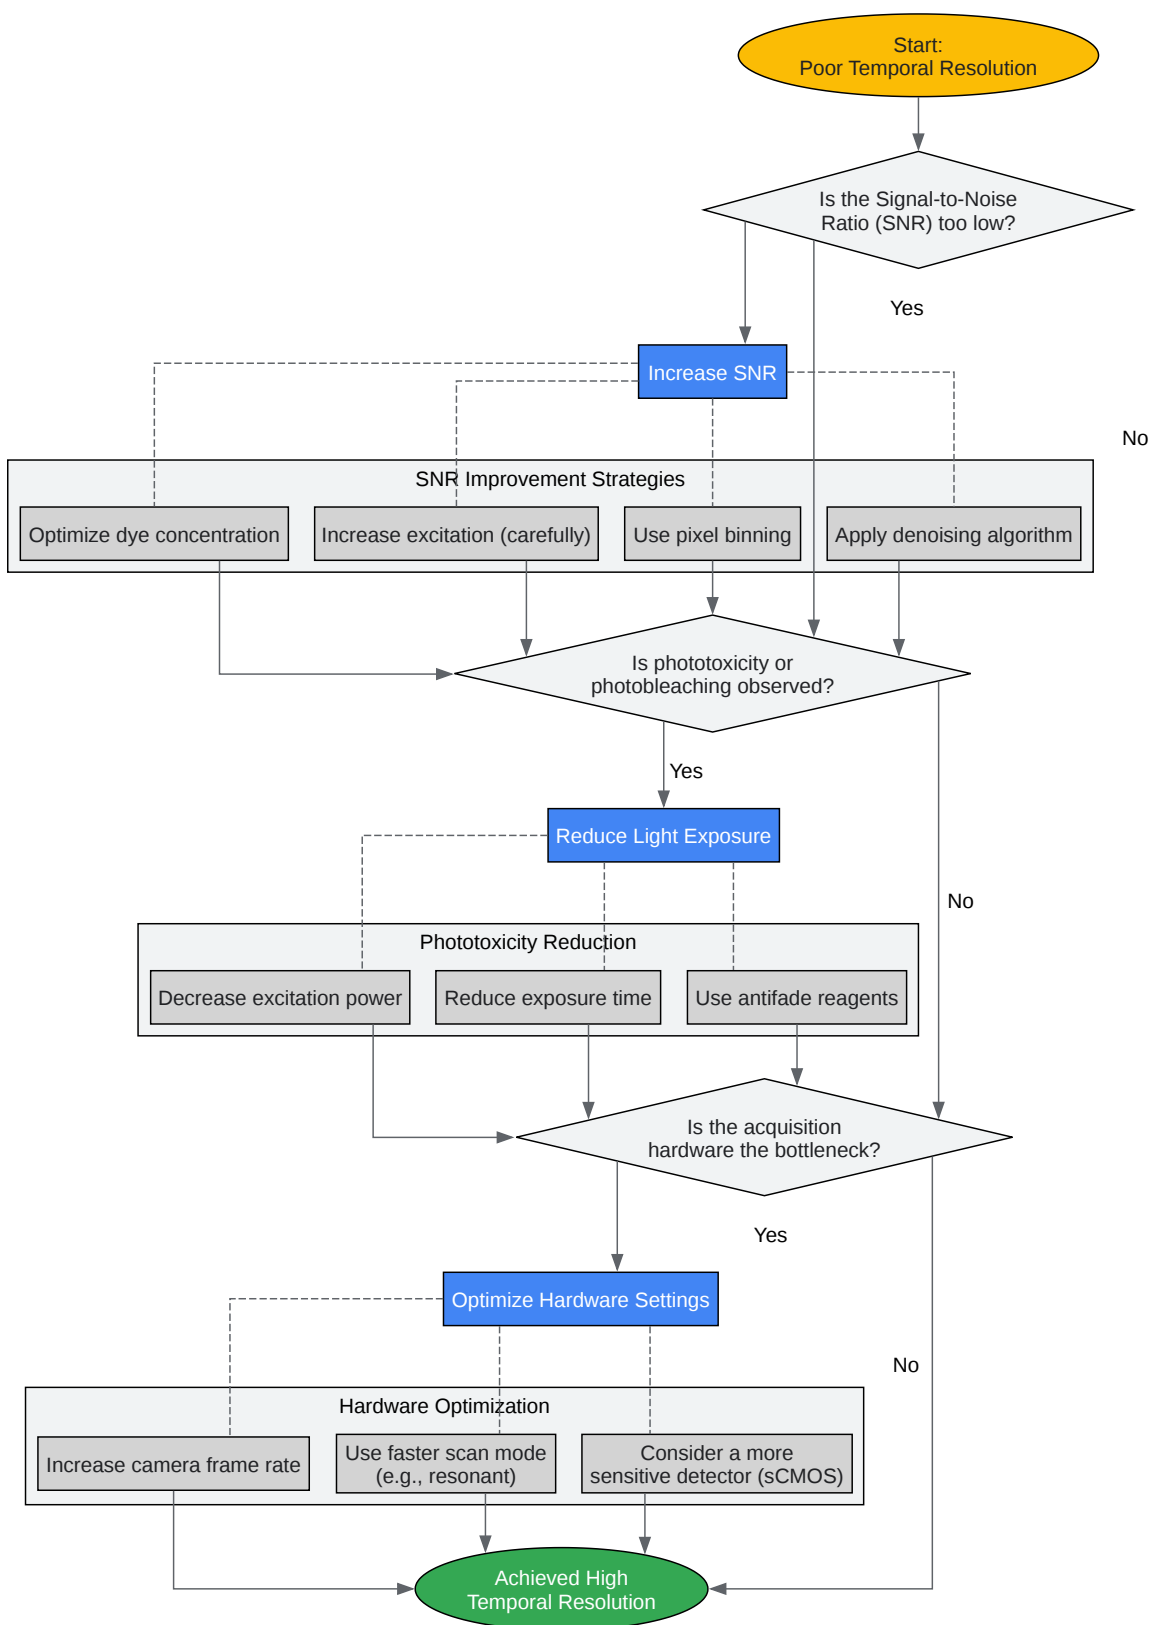 Start:
Poor Temporal Resolution
Is the Signal-to-Noise
Ratio (SNR) too low?
Yes
Increase SNR
No
SNR Improvement Strategies
Optimize dye concentration
Increase excitation (carefully)
Use pixel binning
Apply denoising algorithm
Is phototoxicity or
photobleaching observed?
Yes
Reduce Light Exposure
No
Phototoxicity Reduction
Decrease excitation power
Reduce exposure time
Use antifade reagents
Is the acquisition
hardware the bottleneck?
Yes
Optimize Hardware Settings
No
Hardware Optimization
Increase camera frame rate
Use faster scan mode
(e.g., resonant)
Consider a more
sensitive detector (sCMOS)
Achieved High
Temporal Resolution